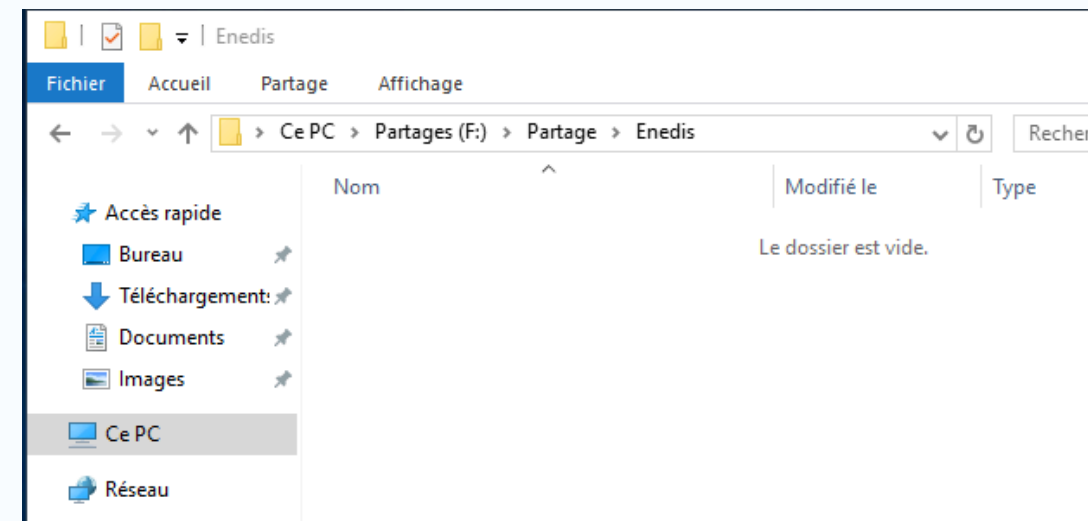 Enedis
Fichier Accueil Partage Affichage
Ce PC > Partages (F:) > Partage > Enedis Recher
Nom Modifié le Type
Le dossier est vide.
Accès rapide
Bureau
Téléchargements
Documents
Images
Ce PC
Réseau